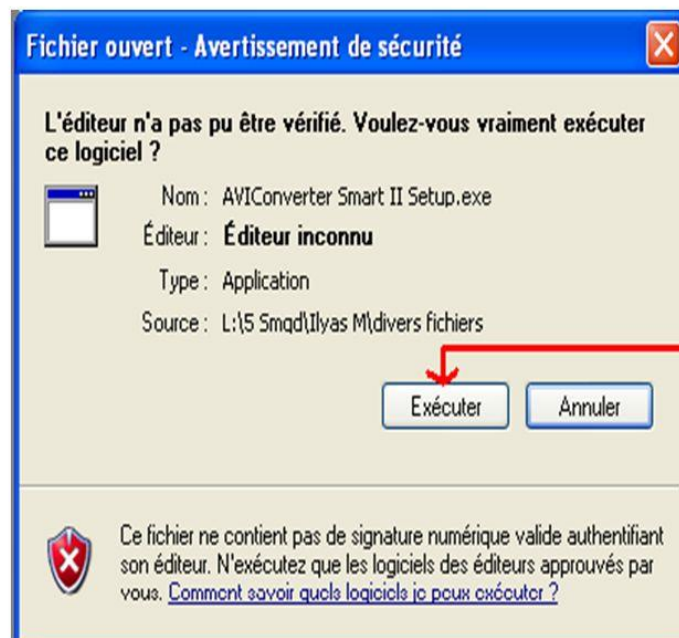 Fichier ouvert - Avertissement de sécurité
L'éditeur n'a pas pu être vérifié. Voulez-vous vraiment exécuter
ce logiciel ?
Nom : AVIConverter Smart II Setup.exe
Éditeur : Éditeur inconnu
Type : Application
Source : L:\5 Smqd\Ilyas M\divers fichiers
Exécuter Annuler
Ce fichier ne contient pas de signature numérique valide authentifiant
son éditeur. N'exécutez que les logiciels des éditeurs approuvés par
vous. Comment savoir quels logiciels je peux exécuter ?